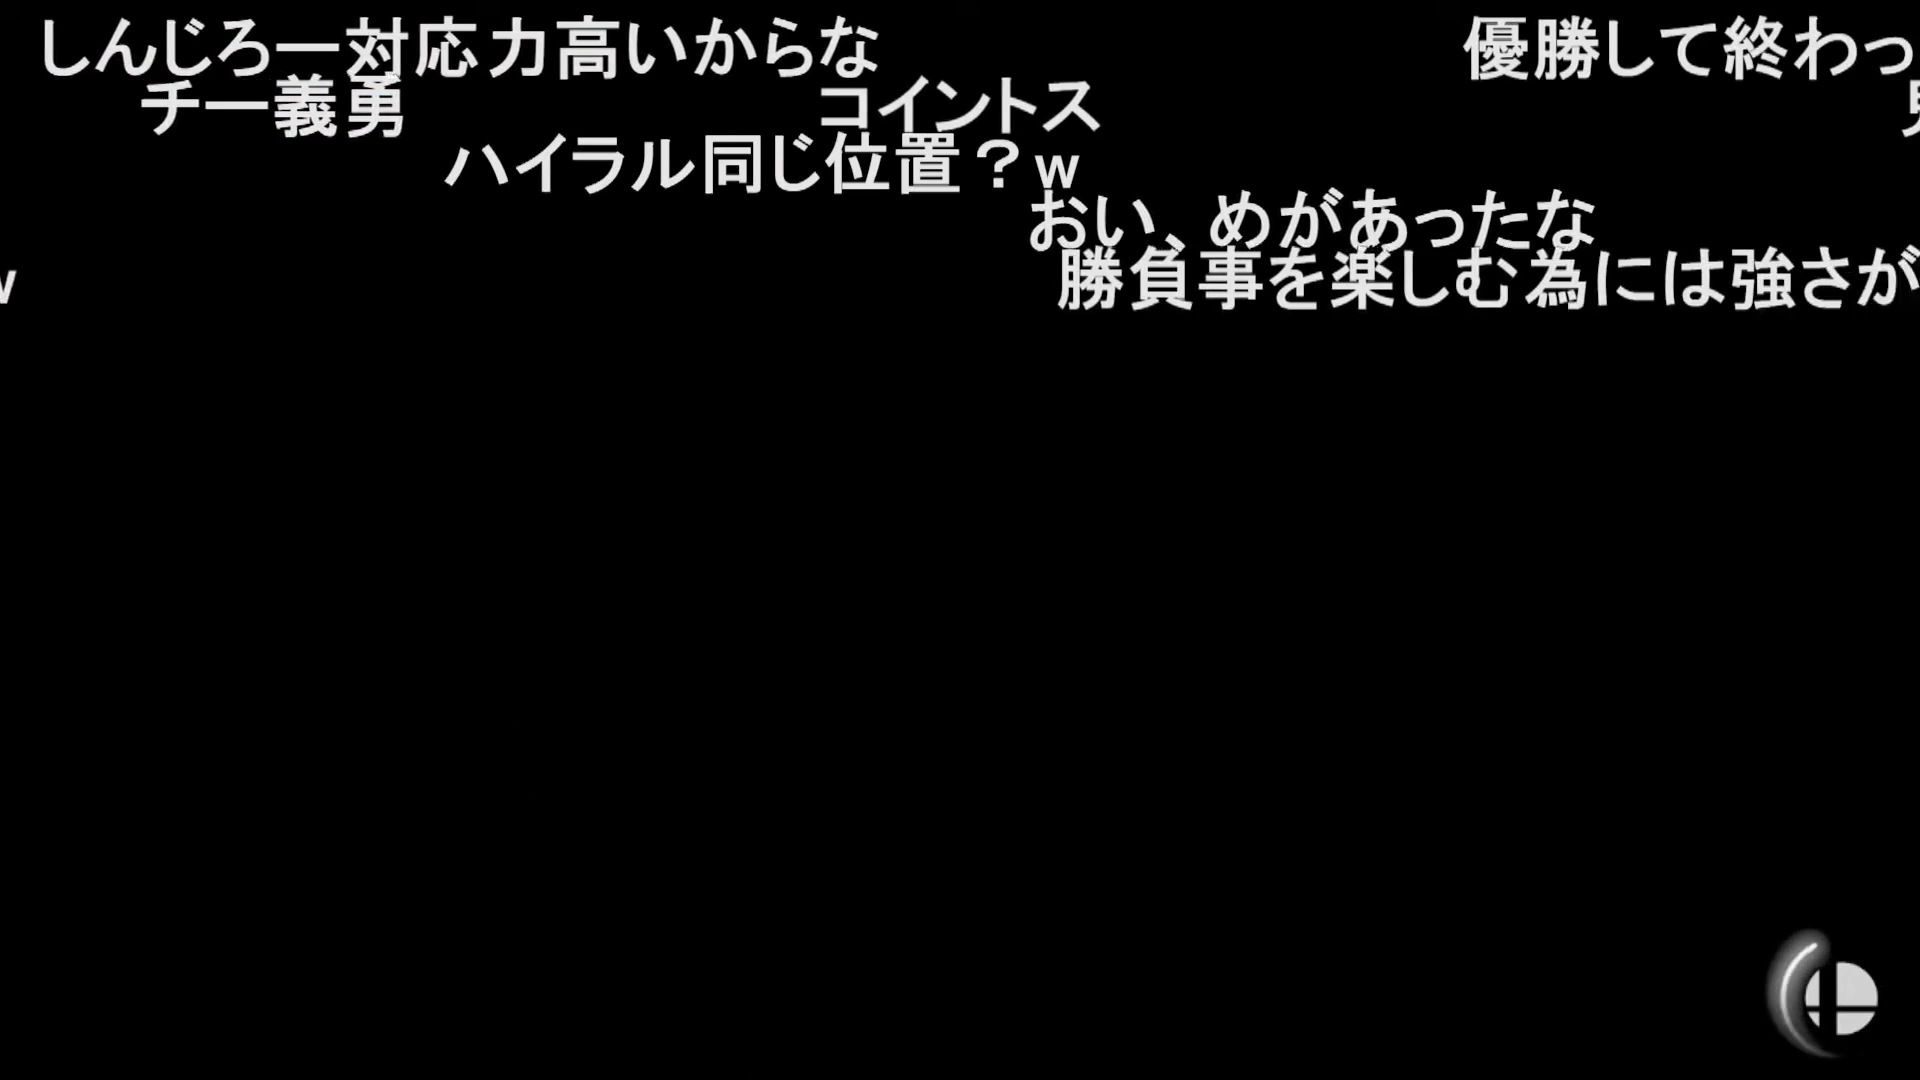 しんじろー対応力高いからな
優勝して終わっ
チー義勇
コイントス
ハイラル同じ位置？w
おい、めがあったな
w
勝負事を楽しむ為には強さが